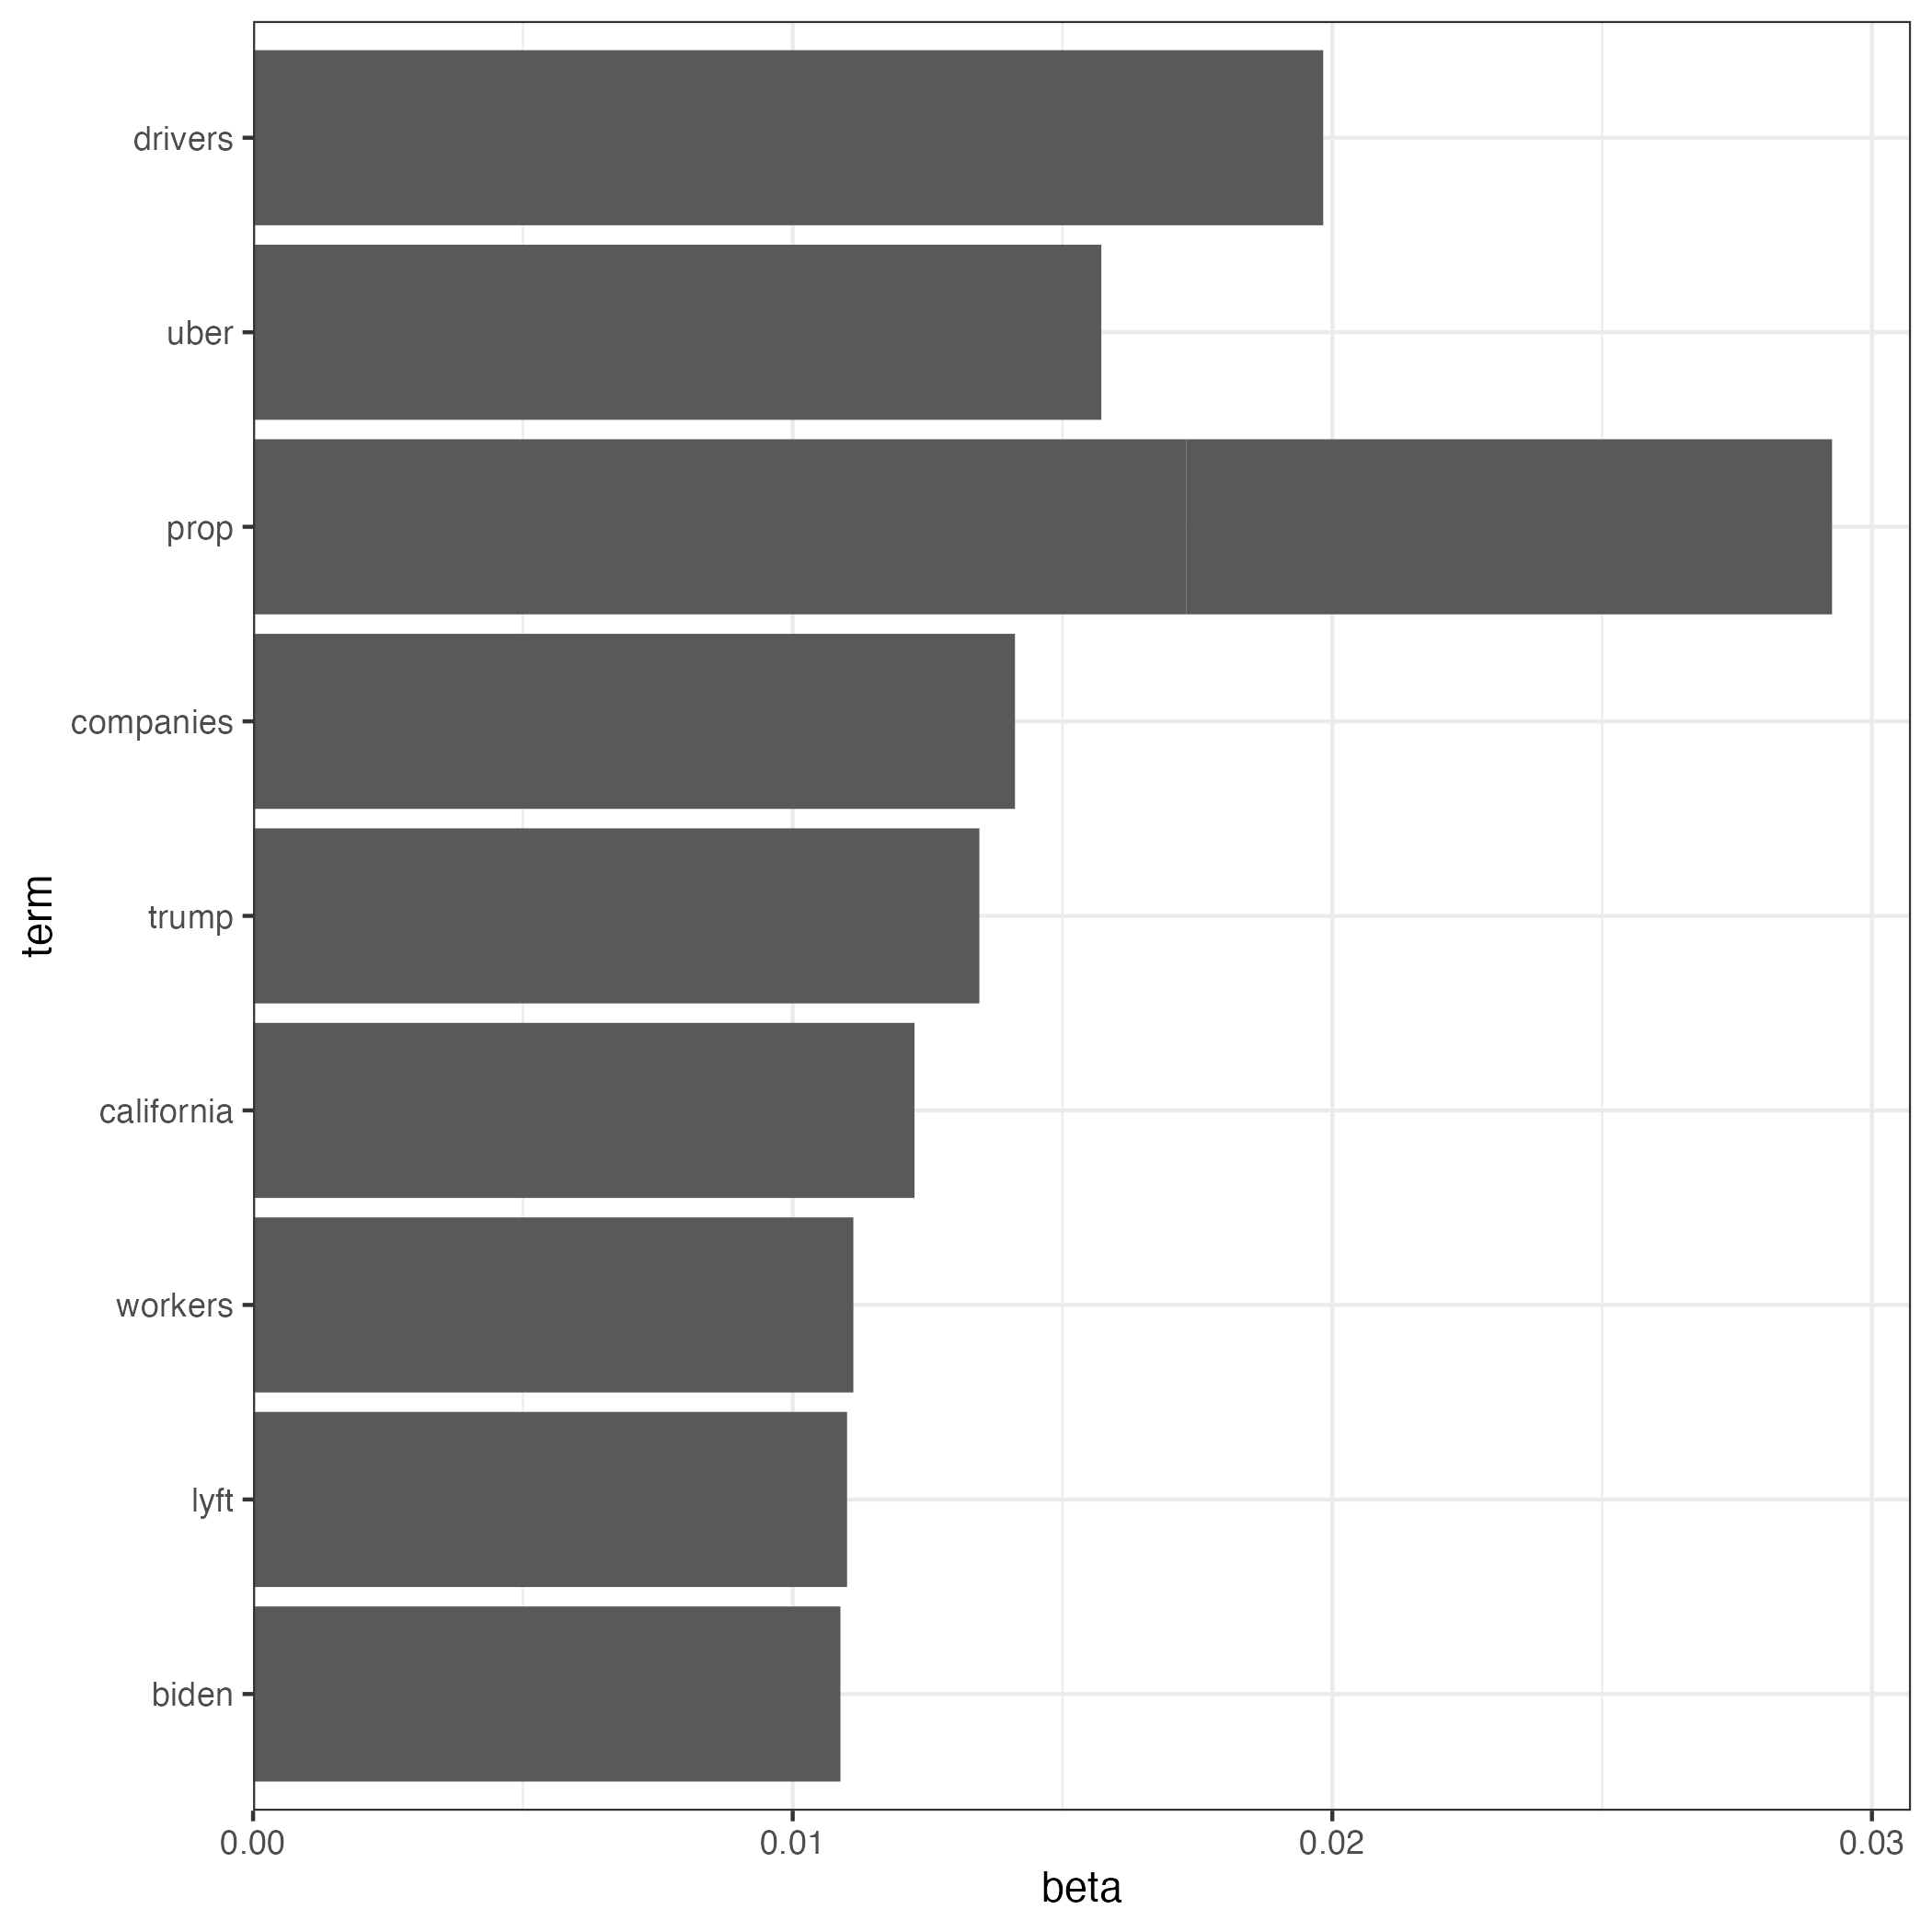 drivers
uber
prop
companies
trump
california
workers
lyft
biden
term
0.00 0.01 0.02 0.03
beta